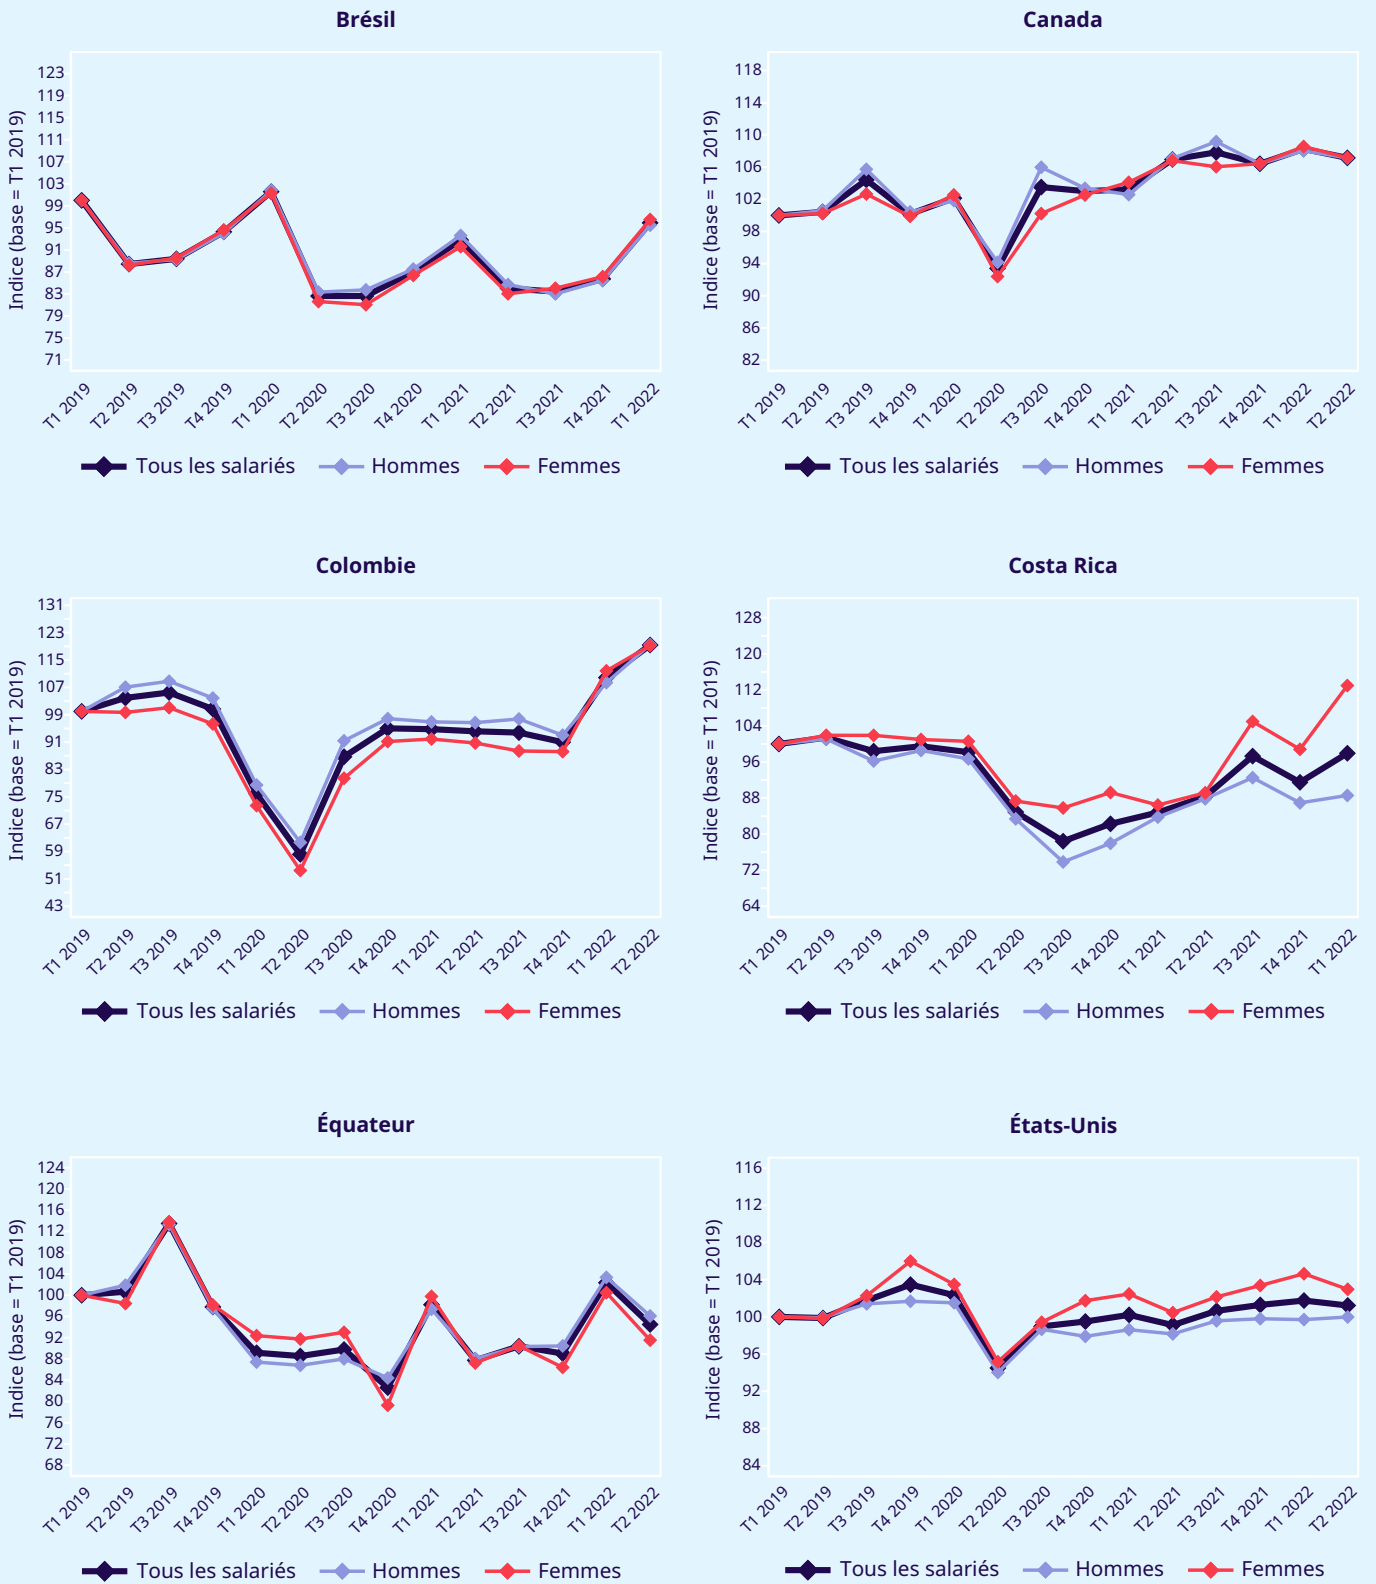 Brésil
Indice (base = T1 2019)
123
119
115
111
107
103
99
95
91
87
83
79
75
71
T1 2019
T2 2019
T3 2019
T4 2019
T1 2020
T2 2020
T3 2020
T4 2020
T1 2021
T2 2021
T3 2021
T4 2021
T1 2022
Tous les salariés Hommes Femmes
Canada
Indice (base = T1 2019)
118
114
110
106
102
98
94
90
86
82
T1 2019
T2 2019
T3 2019
T4 2019
T1 2020
T2 2020
T3 2020
T4 2020
T1 2021
T2 2021
T3 2021
T4 2021
T1 2022
T2 2022
Tous les salariés Hommes Femmes
Colombie
Indice (base = T1 2019)
131
123
115
107
99
91
83
75
67
59
51
43
T1 2019
T2 2019
T3 2019
T4 2019
T1 2020
T2 2020
T3 2020
T4 2020
T1 2021
T2 2021
T3 2021
T4 2021
T1 2022
T2 2022
Tous les salariés Hommes Femmes
Costa Rica
Indice (base = T1 2019)
128
120
112
104
96
88
80
72
64
T1 2019
T2 2019
T3 2019
T4 2019
T1 2020
T2 2020
T3 2020
T4 2020
T1 2021
T2 2021
T3 2021
T4 2021
T1 2022
Tous les salariés Hommes Femmes
Équateur
Indice (base = T1 2019)
124
120
116
112
108
104
100
96
92
88
84
80
76
72
68
T1 2019
T2 2019
T3 2019
T4 2019
T1 2020
T2 2020
T3 2020
T4 2020
T1 2021
T2 2021
T3 2021
T4 2021
T1 2022
T2 2022
Tous les salariés Hommes Femmes
États-Unis
Indice (base = T1 2019)
116
112
108
104
100
96
92
88
84
T1 2019
T2 2019
T3 2019
T4 2019
T1 2020
T2 2020
T3 2020
T4 2020
T1 2021
T2 2021
T3 2021
T4 2021
T1 2022
T2 2022
Tous les salariés Hommes Femmes